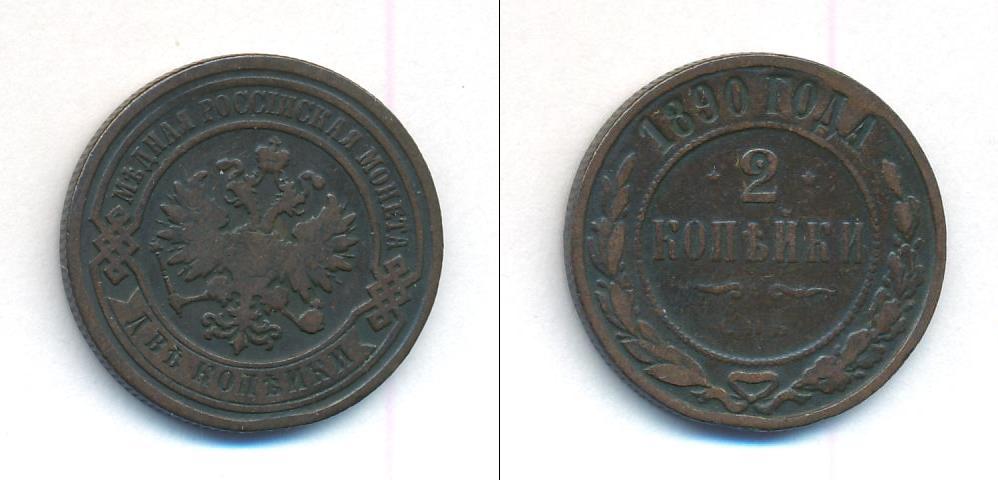 МѢДНАЯ РОССІЙСКАЯ МОНЕТА
ДВѢ КОПѢЙКИ
1890 ГОДА
2
КОПѢЙКИ